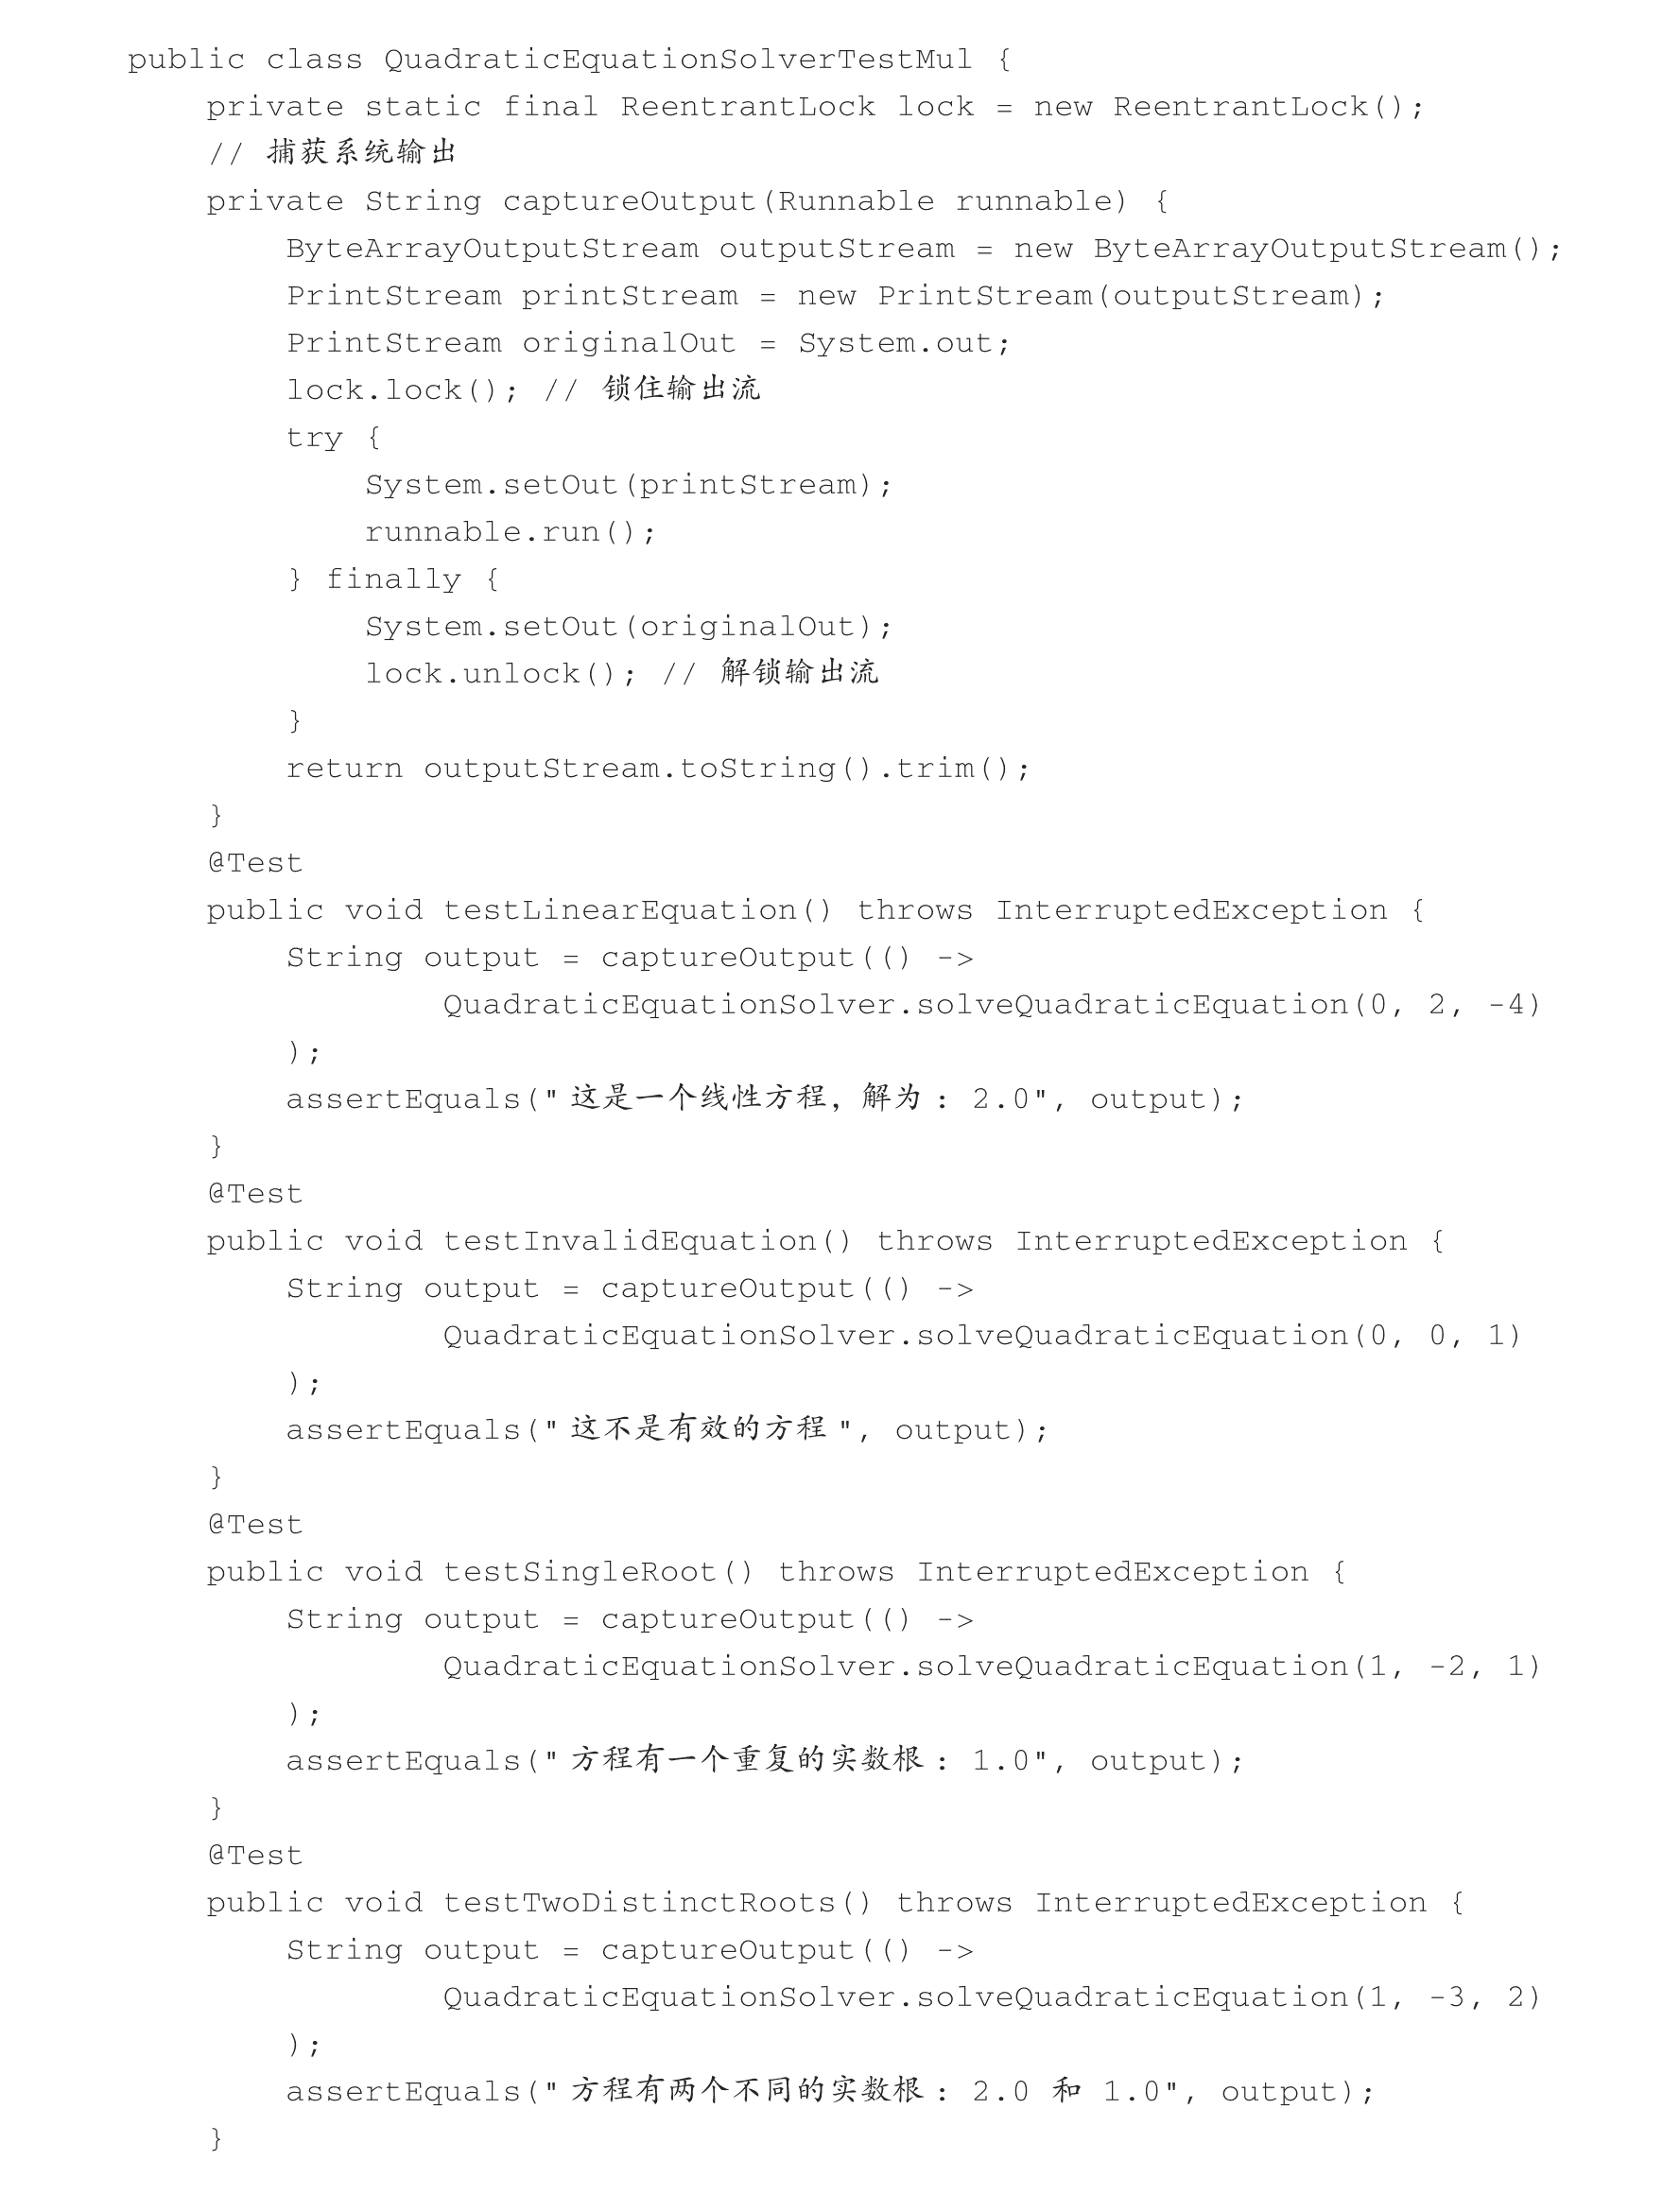 public class QuadraticEquationSolverTestMul {
    private static final ReentrantLock lock = new ReentrantLock();
    // 捕获系统输出
    private String captureOutput(Runnable runnable) {
        ByteArrayOutputStream outputStream = new ByteArrayOutputStream();
        PrintStream printStream = new PrintStream(outputStream);
        PrintStream originalOut = System.out;
        lock.lock(); // 锁住输出流
        try {
            System.setOut(printStream);
            runnable.run();
        } finally {
            System.setOut(originalOut);
            lock.unlock(); // 解锁输出流
        }
        return outputStream.toString().trim();
    }
    @Test
    public void testLinearEquation() throws InterruptedException {
        String output = captureOutput(() ->
                QuadraticEquationSolver.solveQuadraticEquation(0, 2, -4)
        );
        assertEquals("这是一个线性方程，解为: 2.0", output);
    }
    @Test
    public void testInvalidEquation() throws InterruptedException {
        String output = captureOutput(() ->
                QuadraticEquationSolver.solveQuadraticEquation(0, 0, 1)
        );
        assertEquals("这不是有效的方程", output);
    }
    @Test
    public void testSingleRoot() throws InterruptedException {
        String output = captureOutput(() ->
                QuadraticEquationSolver.solveQuadraticEquation(1, -2, 1)
        );
        assertEquals("方程有一个重复的实数根: 1.0", output);
    }
    @Test
    public void testTwoDistinctRoots() throws InterruptedException {
        String output = captureOutput(() ->
                QuadraticEquationSolver.solveQuadraticEquation(1, -3, 2)
        );
        assertEquals("方程有两个不同的实数根: 2.0 和 1.0", output);
    }